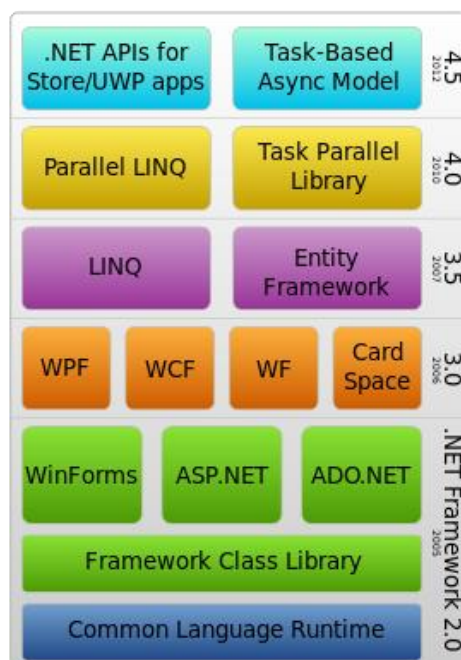 .NET APIs for
Store/UWP apps
Task-Based
Async Model
4.5
2012
Parallel LINQ
Task Parallel
Library
4.0
2010
LINQ
Entity
Framework
3.5
2007
WPF
WCF
WF
Card
Space
3.0
2006
WinForms
ASP.NET
ADO.NET
Framework Class Library
Common Language Runtime
.NET Framework 2.0
2005